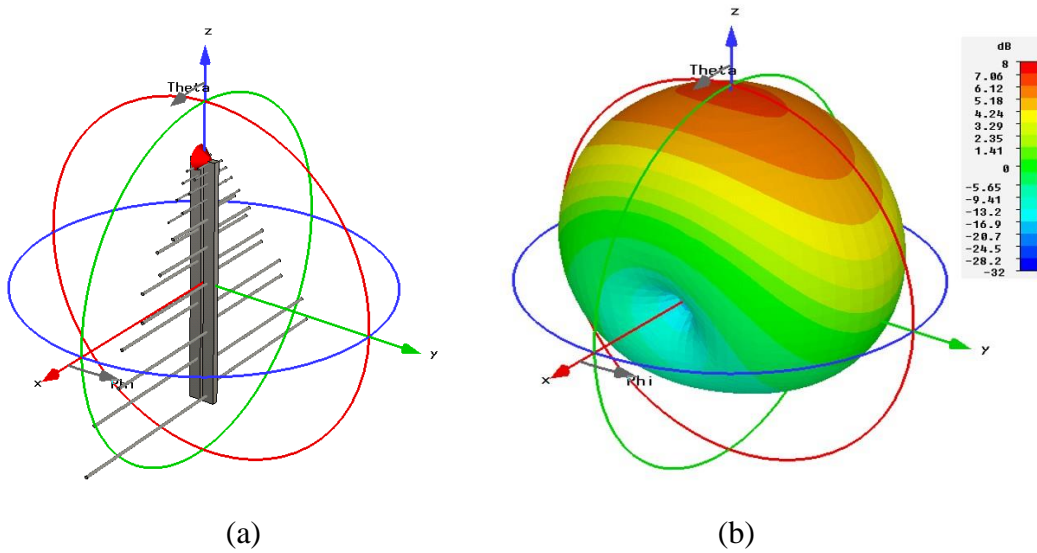 z
Theta
y
x
Phi
(a)
z
Theta
y
x
Phi
(b)
dB
8
7.06
6.12
5.18
4.24
3.29
2.35
1.41
0
-5.65
-9.41
-13.2
-16.9
-20.7
-24.5
-28.2
-32